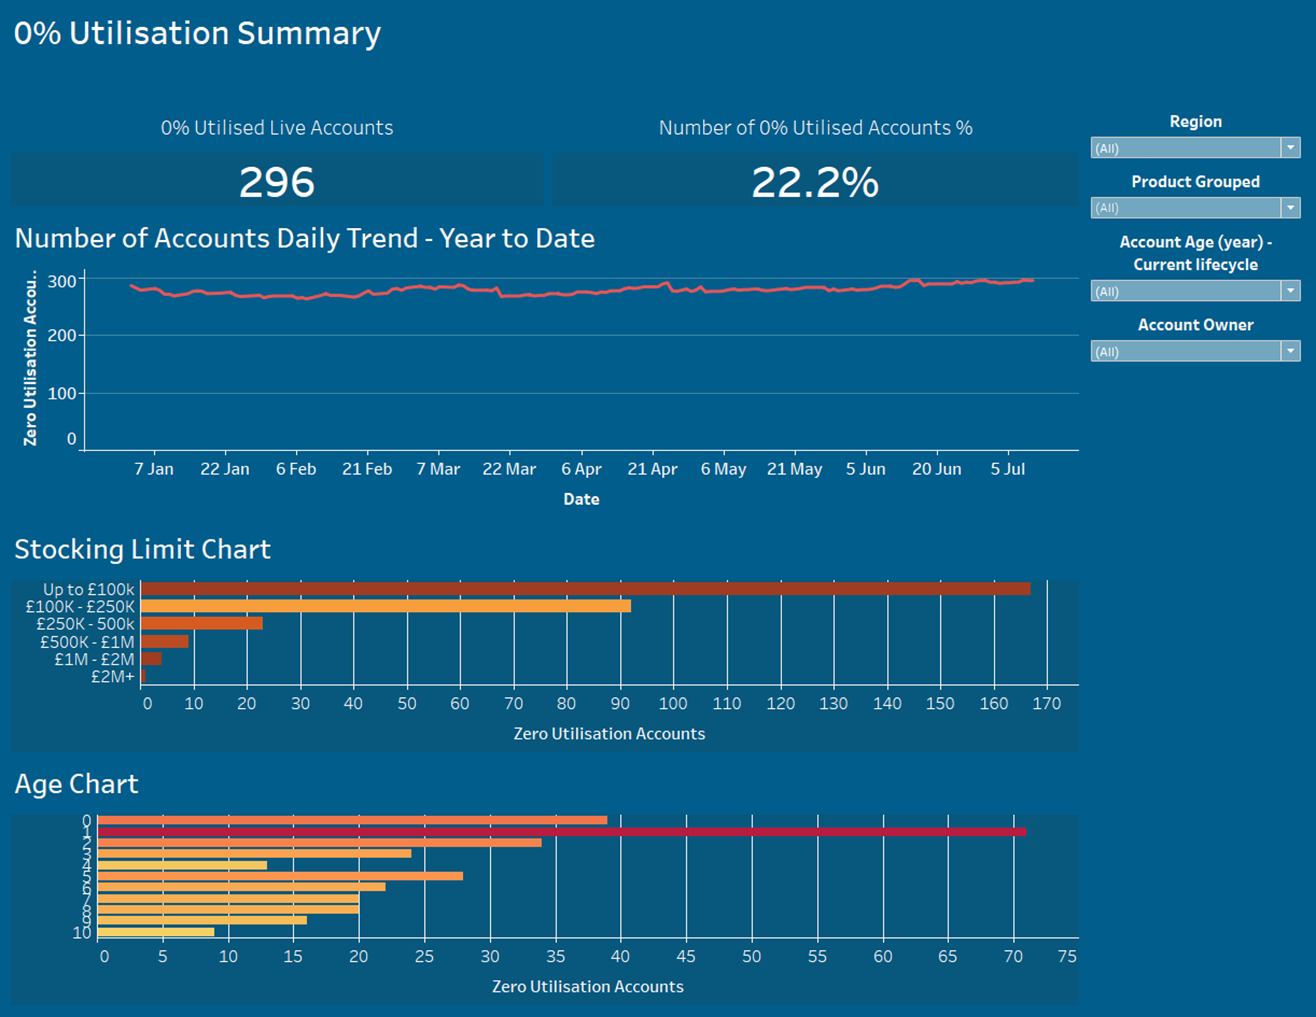 0% Utilisation Summary
0% Utilised Live Accounts
Number of 0% Utilised Accounts %
296
22.2%
Region
(All)
Product Grouped
(All)
Account Age (year) -
Current lifecycle
(All)
Account Owner
(All)
Number of Accounts Daily Trend - Year to Date
Zero Utilisation Accou..
300
200
100
0
7 Jan 22 Jan 6 Feb 21 Feb 7 Mar 22 Mar 6 Apr 21 Apr 6 May 21 May 5 Jun 20 Jun 5 Jul
Date
Stocking Limit Chart
Up to £100k
£100K - £250K
£250K - 500k
£500K - £1M
£1M - £2M
£2M+
0 10 20 30 40 50 60 70 80 90 100 110 120 130 140 150 160 170
Zero Utilisation Accounts
Age Chart
0
1
2
3
4
5
6
7
8
9
10
0 5 10 15 20 25 30 35 40 45 50 55 60 65 70 75
Zero Utilisation Accounts